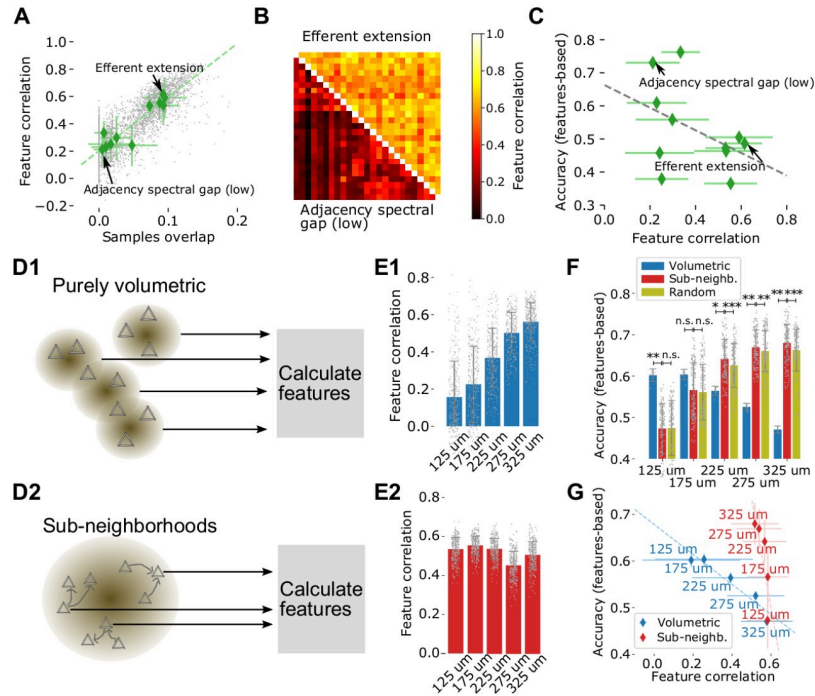 A
1.0
0.8
0.6
0.4
0.2
0.0
−0.2
Feature correlation
Efferent extension
Adjacency spectral gap (low)
0.0
0.1
0.2
Samples overlap
B
Efferent extension
Adjacency spectral
gap (low)
1.0
0.8
0.6
0.4
0.2
0.0
Feature correlation
C
0.8
0.7
0.6
0.5
0.4
0.3
Accuracy (features-based)
Adjacency spectral gap (low)
Efferent extension
0.0 0.2 0.4 0.6 0.8
Feature correlation
D1
Purely volumetric
Calculate
features
E1
0.8
0.6
0.4
0.2
0.0
Feature correlation
125 um
175 um
225 um
275 um
325 um
F
Volumetric
Sub-neighb.
Random
0.7
0.6
0.5
0.4
Accuracy (features-based)
** n.s.
n.s. n.s.
* ***
** **
** ***
125 um
175 um
225 um
275 um
325 um
D2
Sub-neighborhoods
Calculate
features
E2
0.8
0.6
0.4
0.2
0.0
Feature correlation
125 um
175 um
225 um
275 um
325 um
G
0.7
0.6
0.5
0.4
Accuracy (features-based)
325 um
275 um
225 um
125 um
175 um
175 um
225 um
275 um
125 um
325 um
Volumetric
Sub-neighb.
0.0 0.2 0.4 0.6
Feature correlation